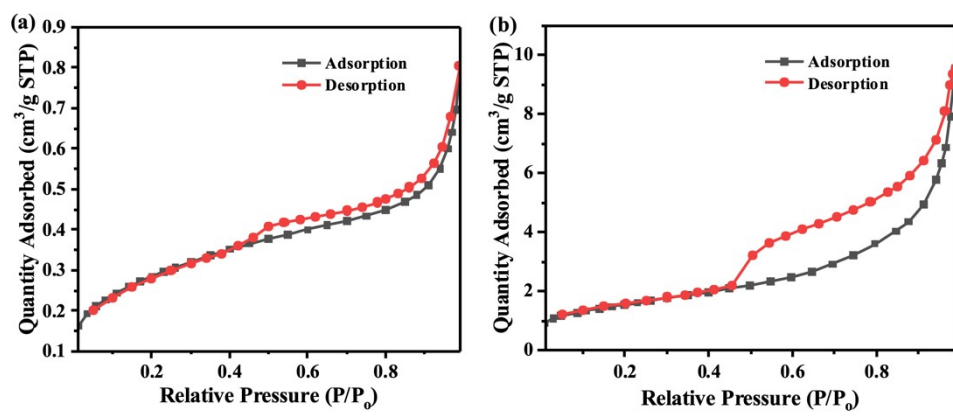 (a)
Quantity Adsorbed (cm³/g STP)
0.9
0.8
0.7
0.6
0.5
0.4
0.3
0.2
0.1
Adsorption
Desorption
0.2 0.4 0.6 0.8
Relative Pressure (P/Pₒ)
(b)
Quantity Adsorbed (cm³/g STP)
10
8
6
4
2
0
Adsorption
Desorption
0.2 0.4 0.6 0.8
Relative Pressure (P/Pₒ)